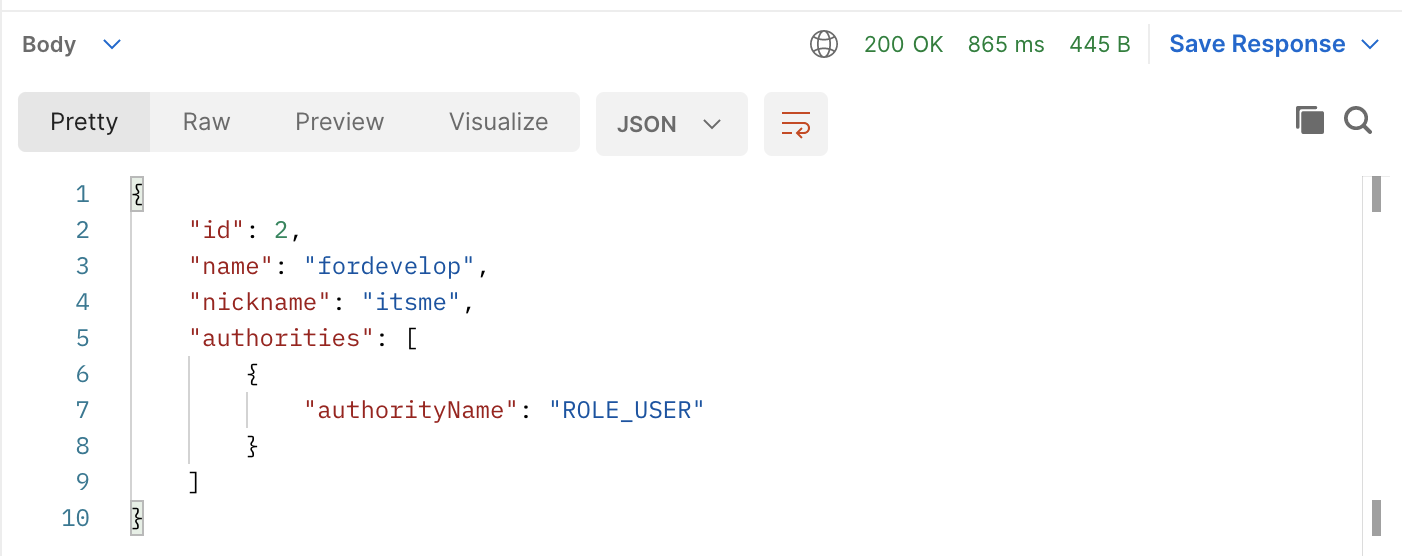 Body 200 OK 865 ms 445 B Save Response
Pretty Raw Preview Visualize JSON
1 {
2 "id": 2,
3 "name": "fordevelop",
4 "nickname": "itsme",
5 "authorities": [
6 {
7 "authorityName": "ROLE_USER"
8 }
9 ]
10 }